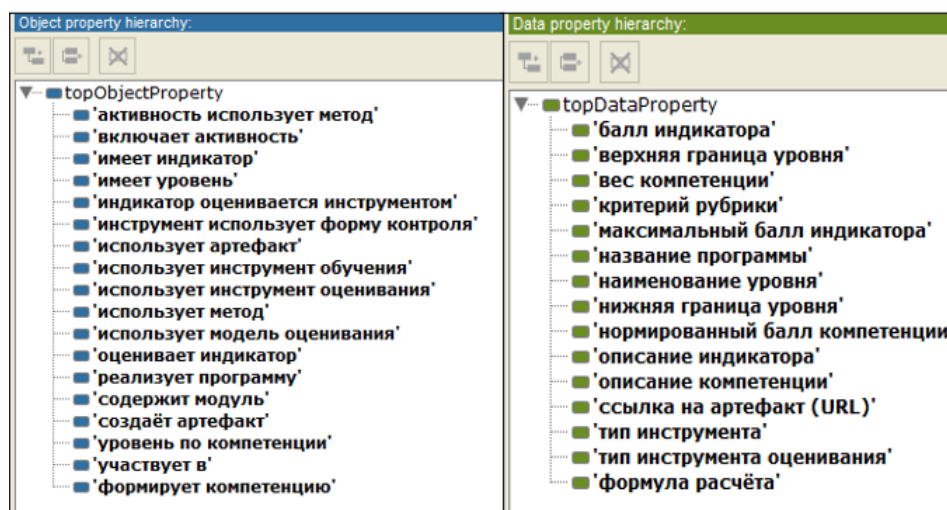 Object property hierarchy:
topObjectProperty
'активность использует метод'
'включает активность'
'имеет индикатор'
'имеет уровень'
'индикатор оценивается инструментом'
'инструмент использует форму контроля'
'использует артефакт'
'использует инструмент обучения'
'использует инструмент оценивания'
'использует метод'
'использует модель оценивания'
'оценивает индикатор'
'реализует программу'
'содержит модуль'
'создаёт артефакт'
'уровень по компетенции'
'участвует в'
'формирует компетенцию'
Data property hierarchy:
topDataProperty
'балл индикатора'
'верхняя граница уровня'
'вес компетенции'
'критерий рубрики'
'максимальный балл индикатора'
'название программы'
'наименование уровня'
'нижняя граница уровня'
'нормированный балл компетенции
'описание индикатора'
'описание компетенции'
'ссылка на артефакт (URL)'
'тип инструмента'
'тип инструмента оценивания'
'формула расчёта'